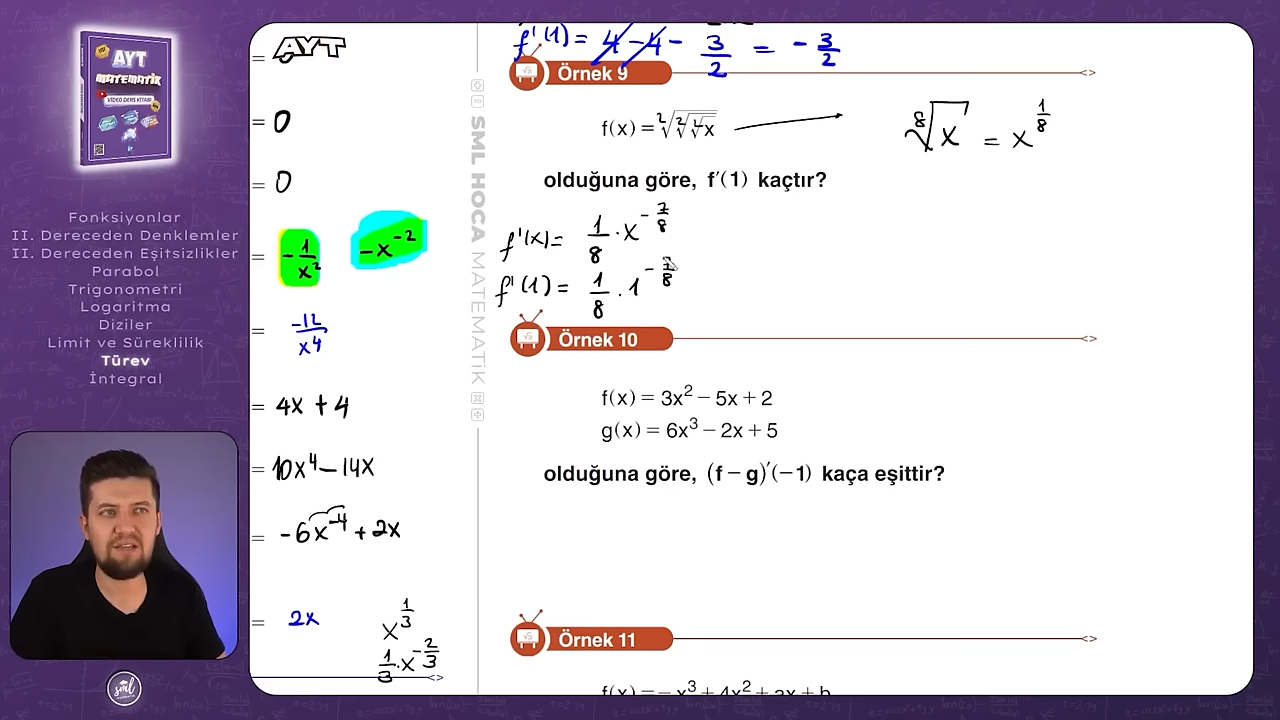 AYT
MATEMATİK
VİDEO DERS KİTABI
Fonksiyonlar
II. Dereceden Denklemler
II. Dereceden Eşitsizlikler
Parabol
Trigonometri
Logaritma
Diziler
Limit ve Süreklilik
Türev
İntegral
sml
= AYT
= 0
= 0
= -1/x² -x⁻²
= -12/x⁴
= 4x + 4
= 10x⁴ - 14x
= -6x⁻⁴ + 2x
= 2x
x^(1/3)
1/3 · x^(-2/3)
SML HOCA MATEMATİK
f'(1) = 4 - 4 - 3/2 = - 3/2
Örnek 9
f(x) = ²√²√²√x
⁸√x = x^(1/8)
olduğuna göre, f'(1) kaçtır?
f'(x) = 1/8 · x^(-7/8)
f'(1) = 1/8 · 1^(-7/8)
Örnek 10
f(x) = 3x² − 5x + 2
g(x) = 6x³ − 2x + 5
olduğuna göre, (f − g)'(−1) kaça eşittir?
Örnek 11
f(x) = − x³ + 4x² + ax + b